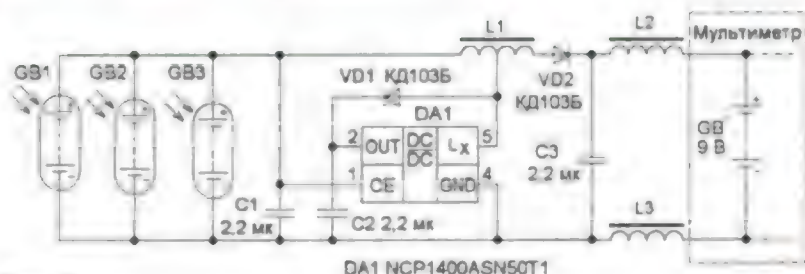 L1
L2
Мультиметр
GB1
GB2
GB3
VD1 КД103Б
VD2
КД103Б
DA1
2
OUT
DC
DC
LX
5
1
CE
GND
4
C1
2,2 мк
C2 2,2 мк
C3
2,2 мк
GB
9 В
L3
DA1 NCP1400ASN50T1